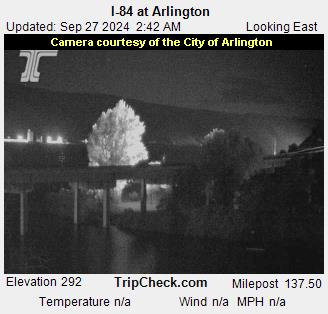 I-84 at Arlington
Updated: Sep 27 2024 2:42 AM Looking East
Camera courtesy of the City of Arlington
Elevation 292 TripCheck.com Milepost 137.50
Temperature n/a Wind n/a MPH n/a